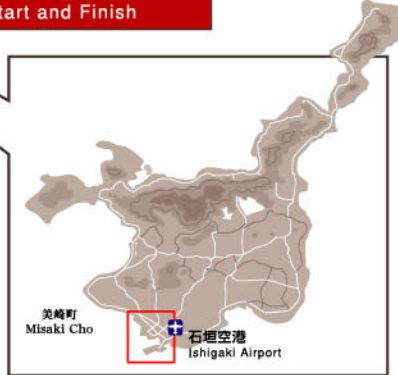 tart and Finish
美崎町
Misaki Cho
石垣空港
Ishigaki Airport